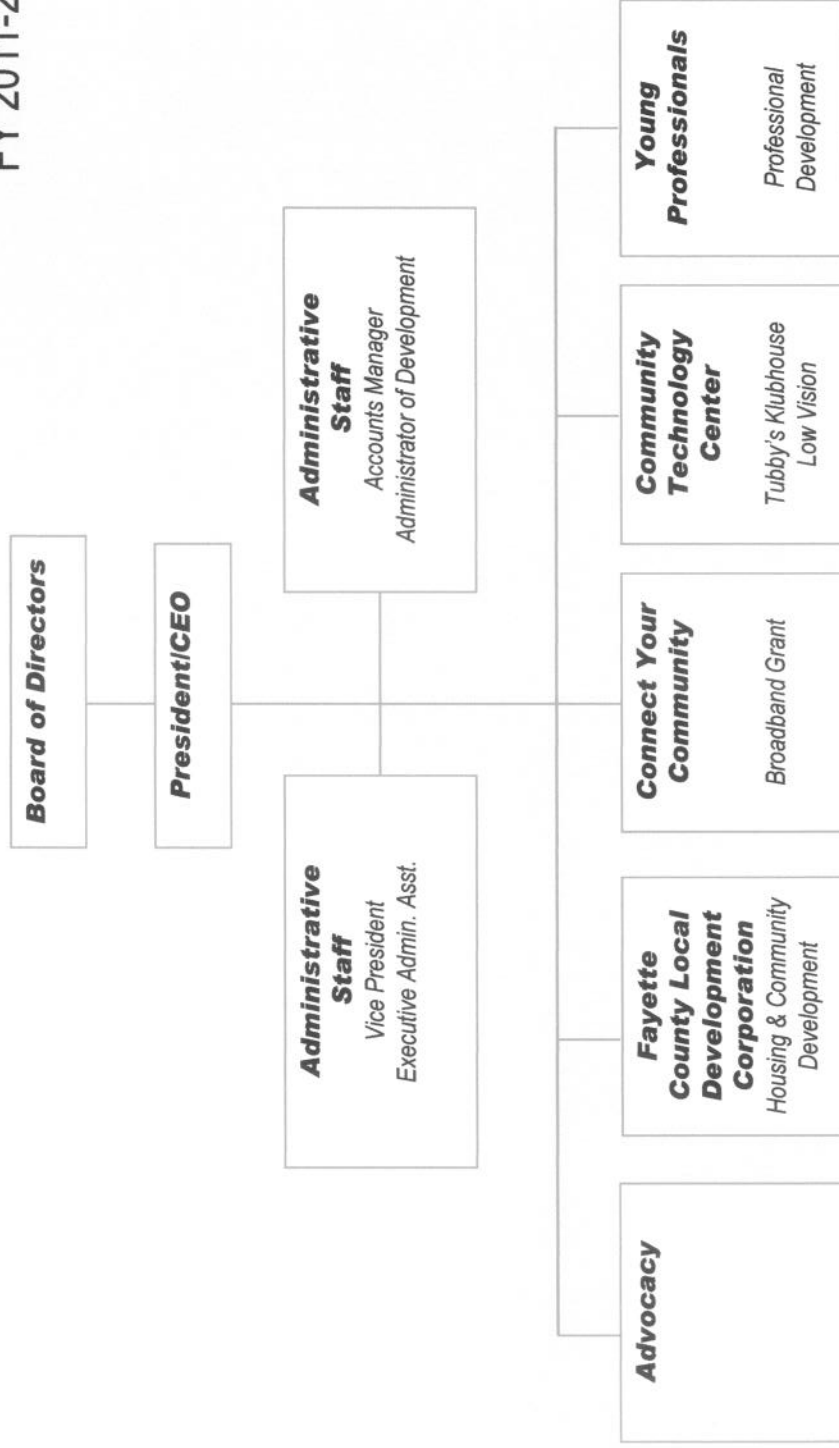 FY 2011-2
Board of Directors
President/CEO
Administrative
Staff
Vice President
Executive Admin. Asst.
Administrative
Staff
Accounts Manager
Administrator of Development
Advocacy
Fayette
County Local
Development
Corporation
Housing & Community
Development
Connect Your
Community
Broadband Grant
Community
Technology
Center
Tubby's Klubhouse
Low Vision
Young
Professionals
Professional
Development